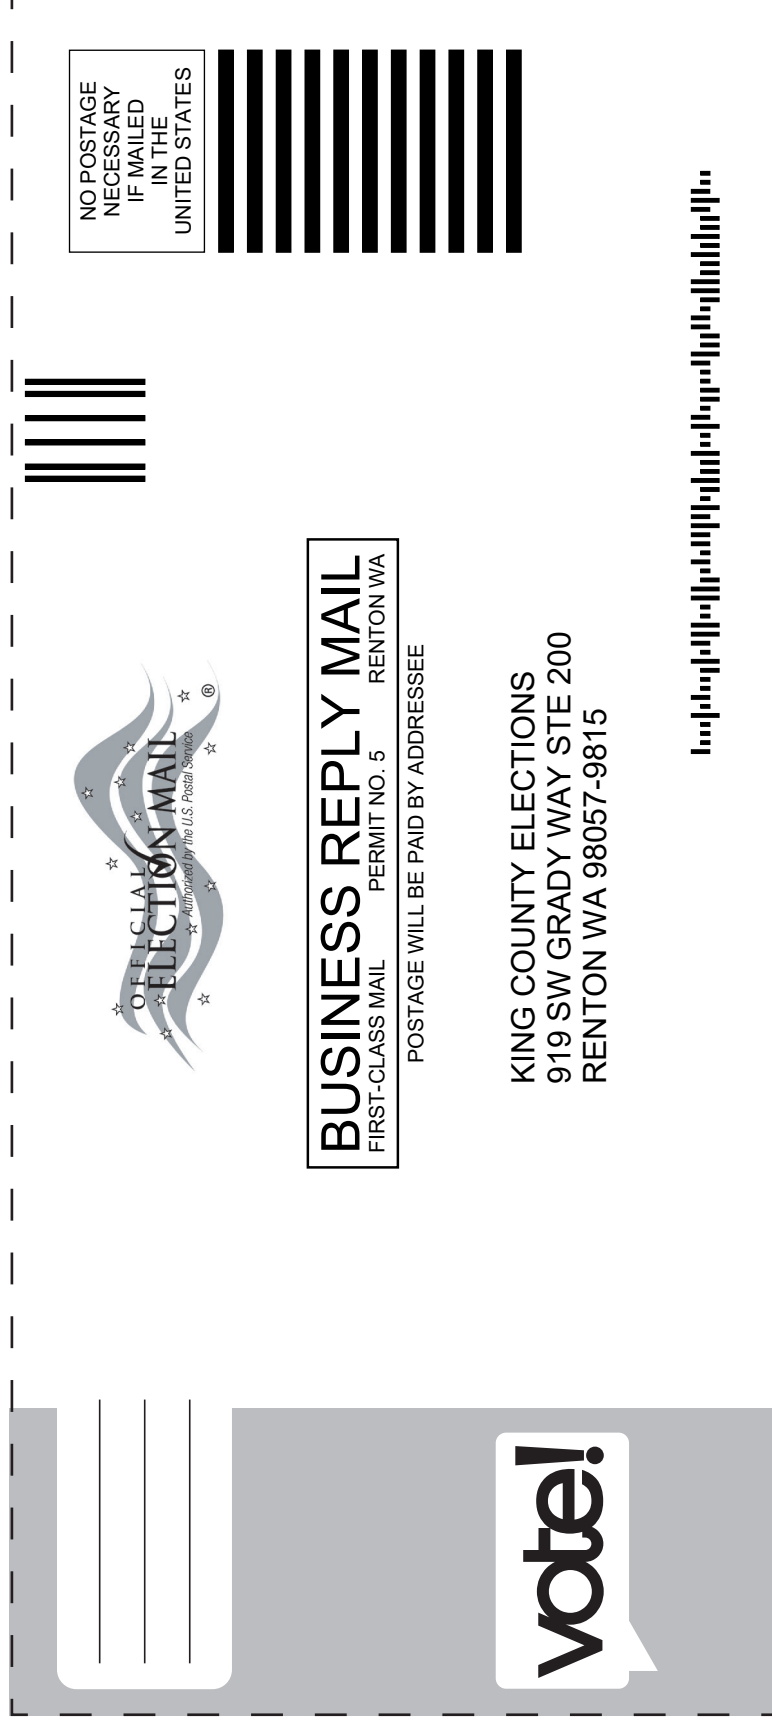 NO POSTAGE
NECESSARY
IF MAILED
IN THE
UNITED STATES
OFFICIAL
ELECTION MAIL
Authorized by the U.S. Postal Service
®
BUSINESS REPLY MAIL
FIRST-CLASS MAIL PERMIT NO. 5 RENTON WA
POSTAGE WILL BE PAID BY ADDRESSEE
KING COUNTY ELECTIONS
919 SW GRADY WAY STE 200
RENTON WA 98057-9815
vote!